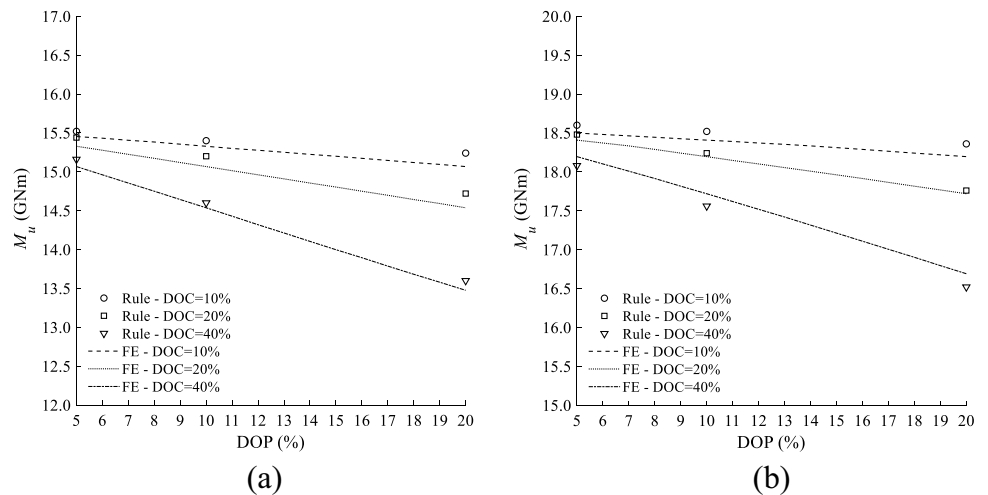 17.0
16.5
16.0
15.5
15.0
14.5
14.0
13.5
13.0
12.5
12.0
M_u (GNm)
Rule - DOC=10%
Rule - DOC=20%
Rule - DOC=40%
FE - DOC=10%
FE - DOC=20%
FE - DOC=40%
5 6 7 8 9 10 11 12 13 14 15 16 17 18 19 20
DOP (%)
(a)
20.0
19.5
19.0
18.5
18.0
17.5
17.0
16.5
16.0
15.5
15.0
M_u (GNm)
Rule - DOC=10%
Rule - DOC=20%
Rule - DOC=40%
FE - DOC=10%
FE - DOC=20%
FE - DOC=40%
5 6 7 8 9 10 11 12 13 14 15 16 17 18 19 20
DOP (%)
(b)